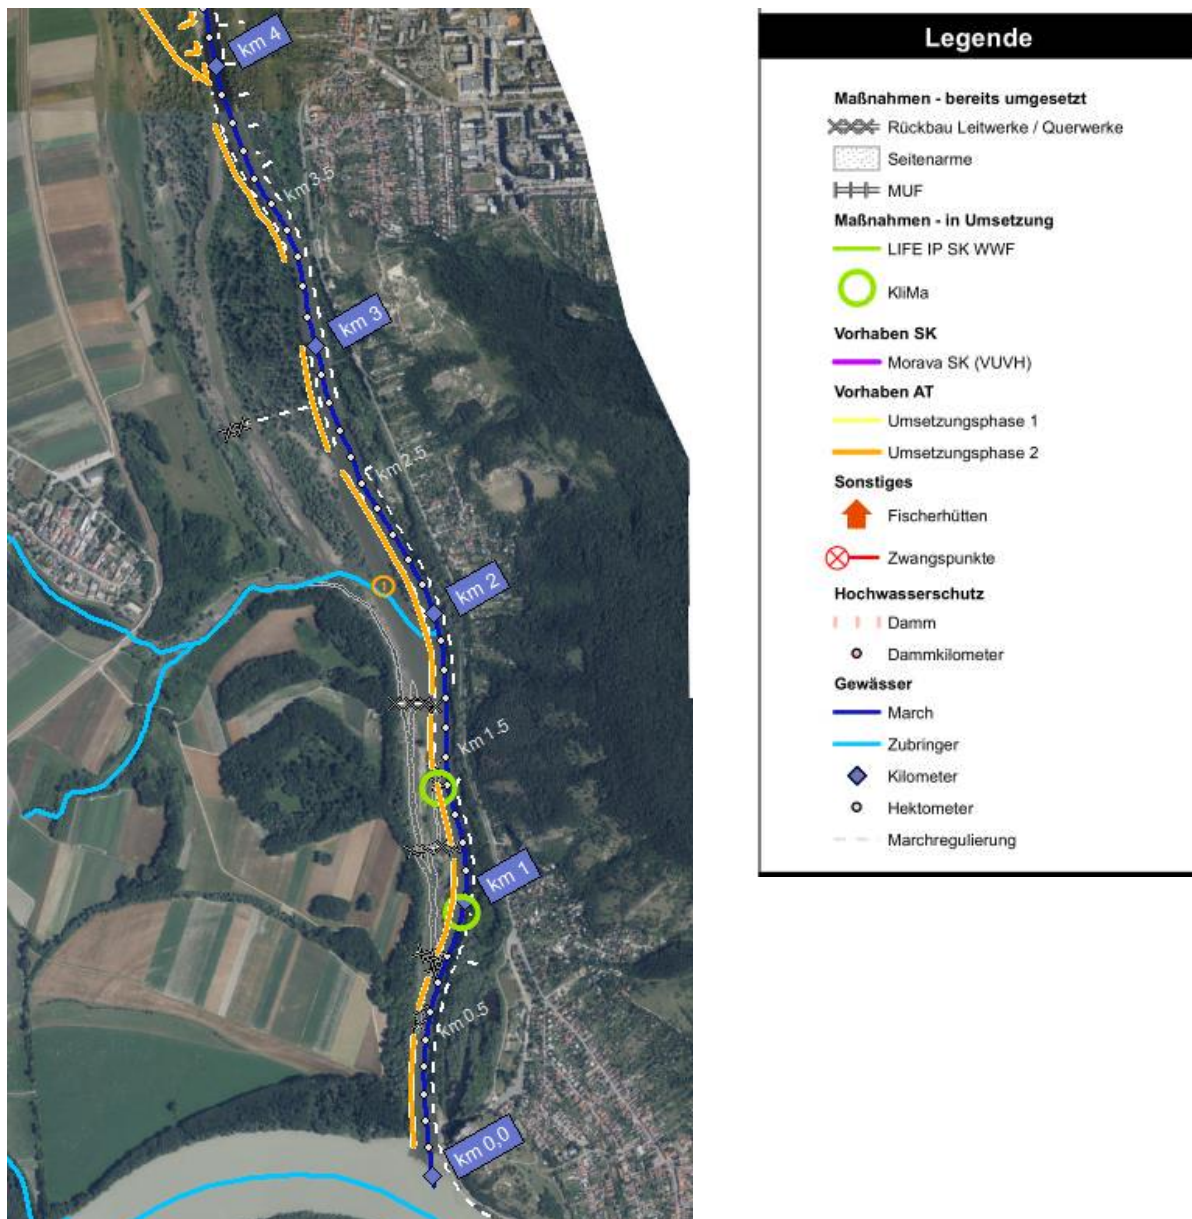 km 4
km 3.5
km 3
km 2.5
km 2
1
km 1.5
km 1
km 0.5
km 0,0
Legende
Maßnahmen - bereits umgesetzt
Rückbau Leitwerke / Querwerke
Seitenarme
MUF
Maßnahmen - in Umsetzung
LIFE IP SK WWF
KliMa
Vorhaben SK
Morava SK (VUVH)
Vorhaben AT
Umsetzungsphase 1
Umsetzungsphase 2
Sonstiges
Fischerhütten
Zwangspunkte
Hochwasserschutz
Damm
Dammkilometer
Gewässer
March
Zubringer
Kilometer
Hektometer
Marchregulierung